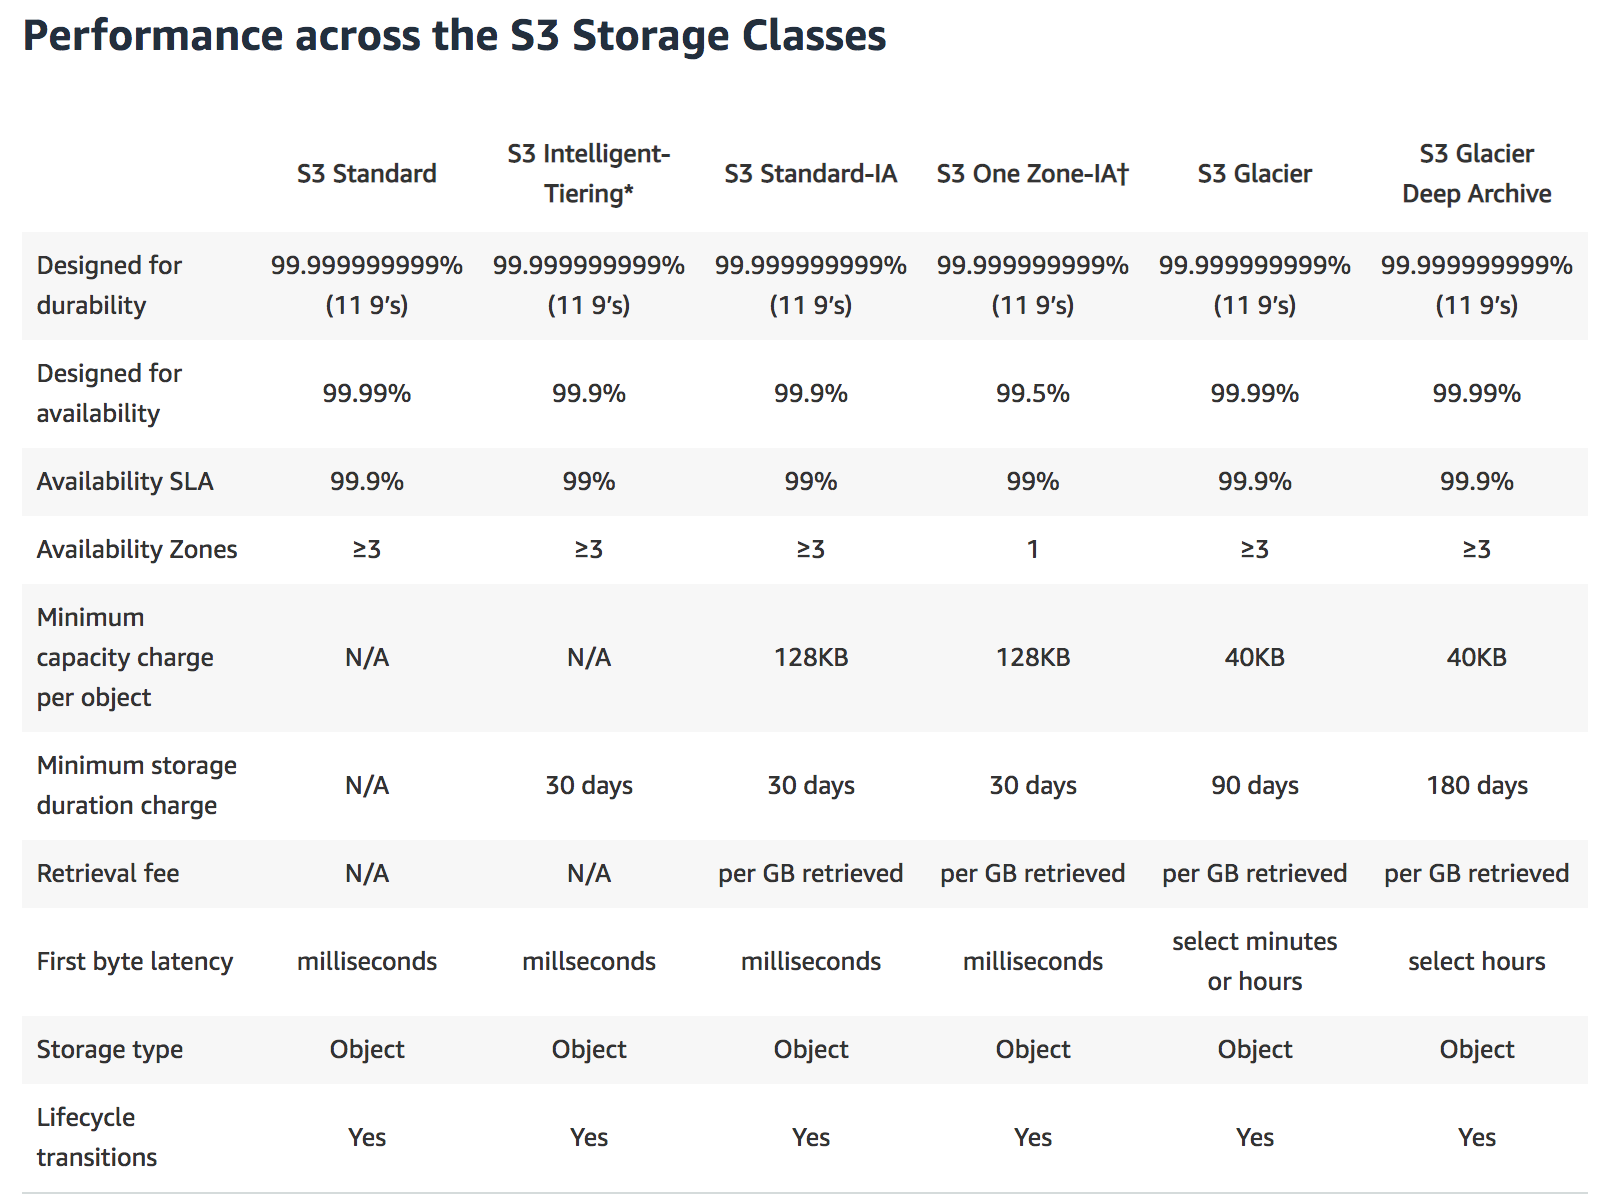 Performance across the S3 Storage Classes
S3 Standard S3 Intelligent-Tiering* S3 Standard-IA S3 One Zone-IA† S3 Glacier S3 Glacier Deep Archive
Designed for durability 99.999999999% (11 9’s) 99.999999999% (11 9’s) 99.999999999% (11 9’s) 99.999999999% (11 9’s) 99.999999999% (11 9’s) 99.999999999% (11 9’s)
Designed for availability 99.99% 99.9% 99.9% 99.5% 99.99% 99.99%
Availability SLA 99.9% 99% 99% 99% 99.9% 99.9%
Availability Zones ≥3 ≥3 ≥3 1 ≥3 ≥3
Minimum capacity charge per object N/A N/A 128KB 128KB 40KB 40KB
Minimum storage duration charge N/A 30 days 30 days 30 days 90 days 180 days
Retrieval fee N/A N/A per GB retrieved per GB retrieved per GB retrieved per GB retrieved
First byte latency milliseconds millseconds milliseconds milliseconds select minutes or hours select hours
Storage type Object Object Object Object Object Object
Lifecycle transitions Yes Yes Yes Yes Yes Yes